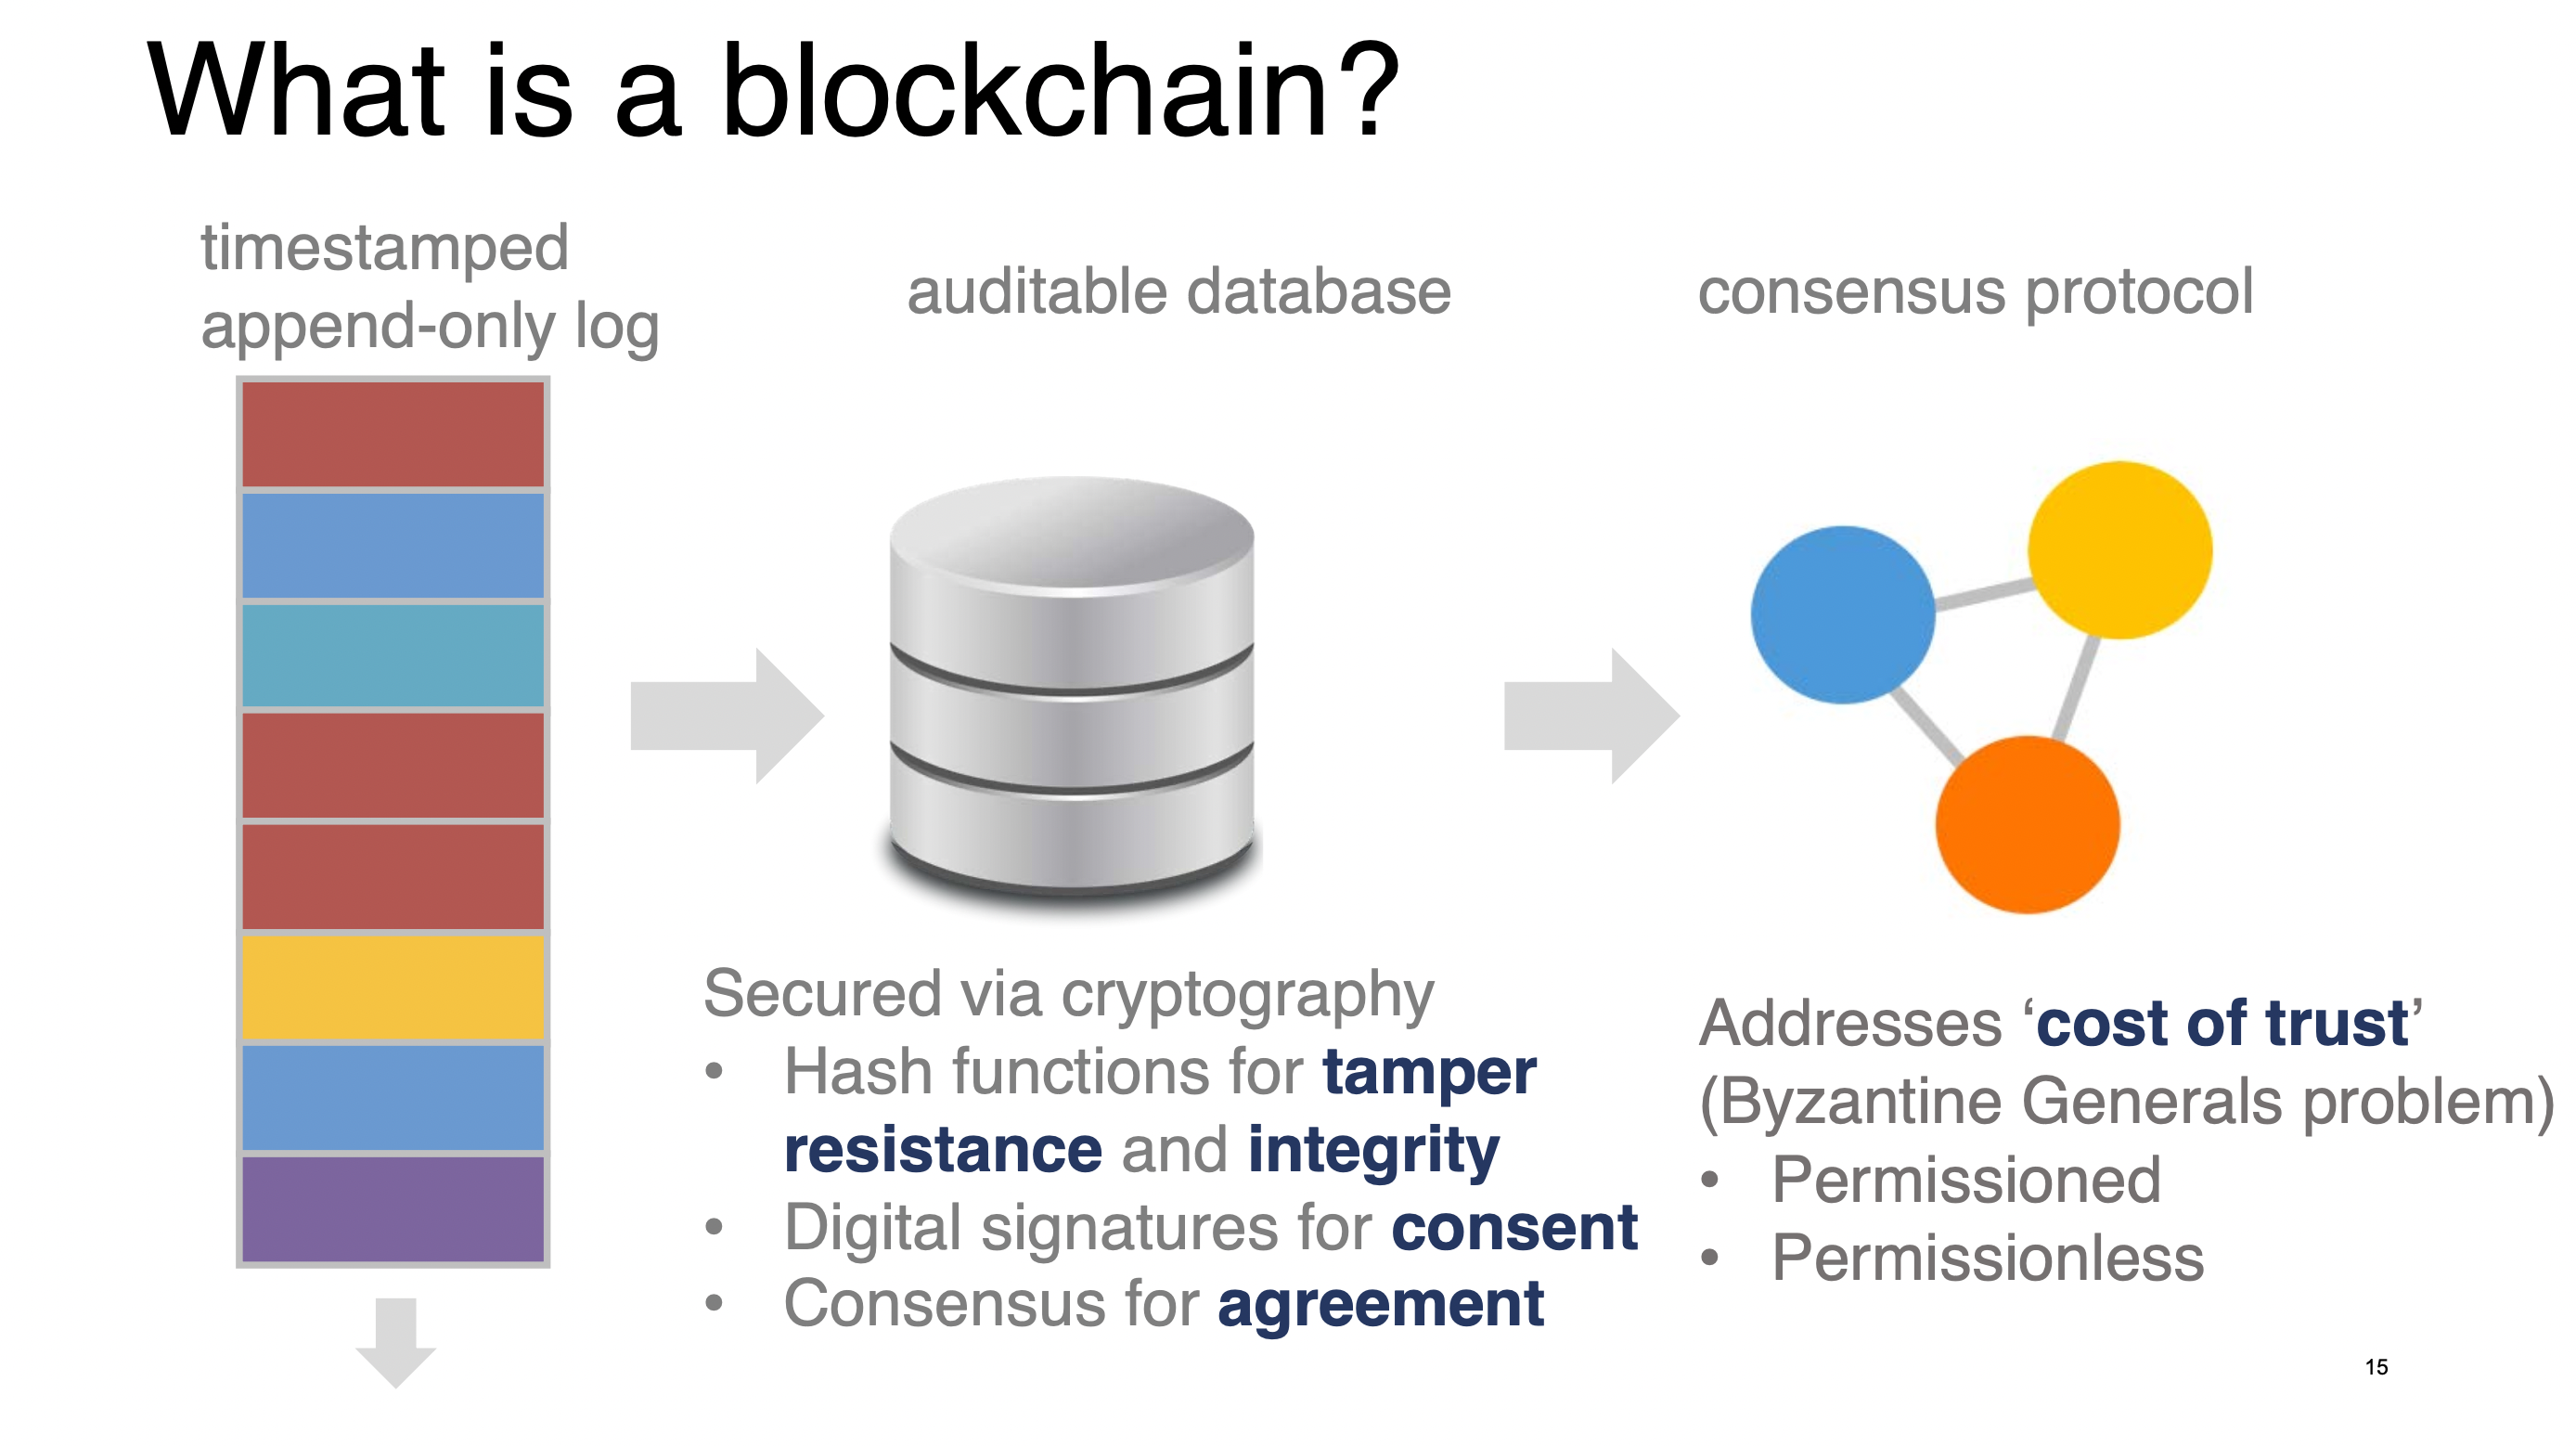 What is a blockchain?
timestamped
append-only log
auditable database
consensus protocol
Secured via cryptography
• Hash functions for tamper
resistance and integrity
• Digital signatures for consent
• Consensus for agreement
Addresses ‘cost of trust’
(Byzantine Generals problem)
• Permissioned
• Permissionless
15